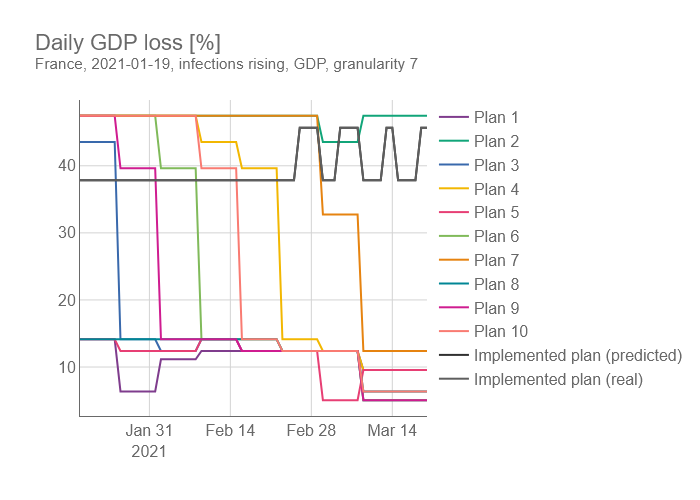 Daily GDP loss [%]
France, 2021-01-19, infections rising, GDP, granularity 7
40
30
20
10
Jan 31
2021
Feb 14
Feb 28
Mar 14
Plan 1
Plan 2
Plan 3
Plan 4
Plan 5
Plan 6
Plan 7
Plan 8
Plan 9
Plan 10
Implemented plan (predicted)
Implemented plan (real)